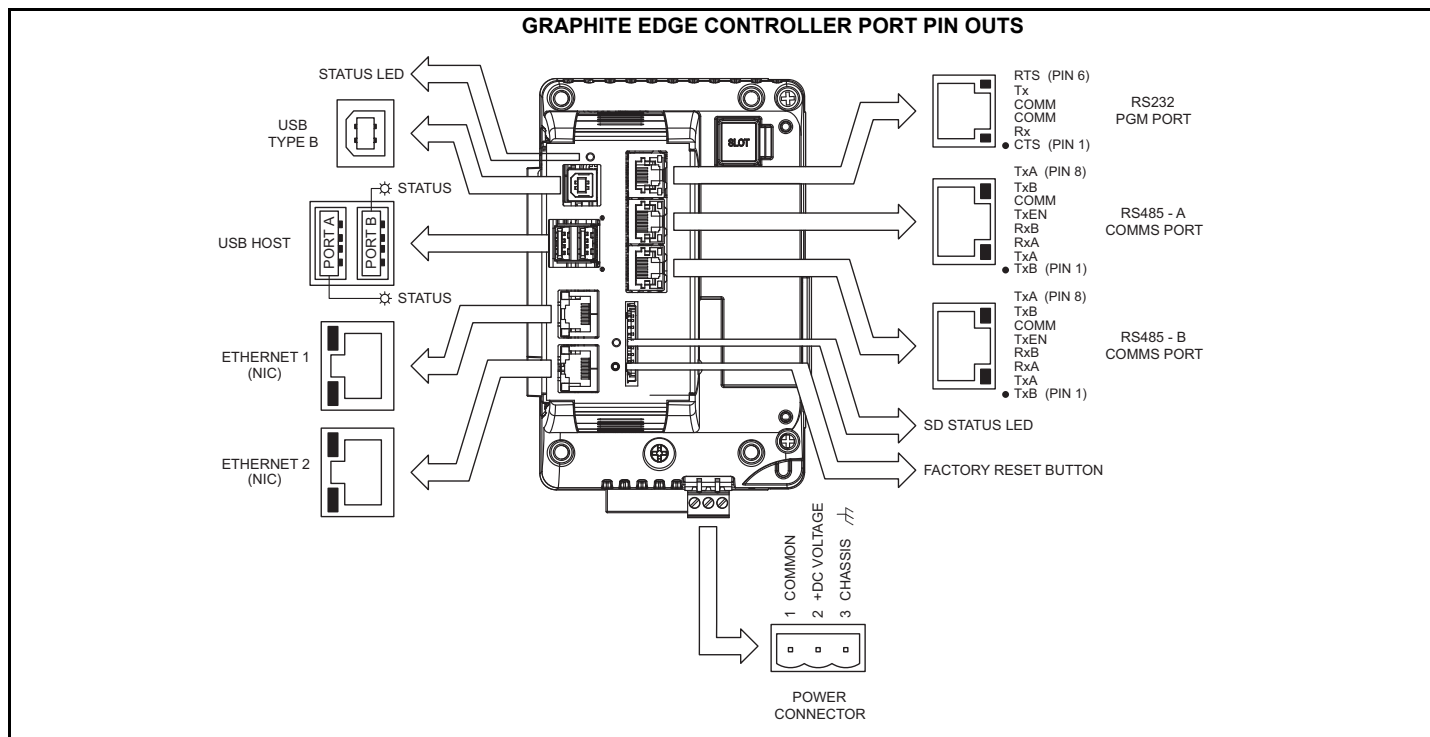 GRAPHITE EDGE CONTROLLER PORT PIN OUTS
STATUS LED
USB
TYPE B
STATUS
USB HOST
PORT A
PORT B
STATUS
ETHERNET 1
(NIC)
ETHERNET 2
(NIC)
SLOT
RTS (PIN 6)
Tx
COMM
COMM
Rx
CTS (PIN 1)
RS232
PGM PORT
TxA (PIN 8)
TxB
COMM
TxEN
RxB
RxA
TxA
TxB (PIN 1)
RS485 - A
COMMS PORT
TxA (PIN 8)
TxB
COMM
TxEN
RxB
RxA
TxA
TxB (PIN 1)
RS485 - B
COMMS PORT
SD STATUS LED
FACTORY RESET BUTTON
1 COMMON
2 +DC VOLTAGE
3 CHASSIS
POWER
CONNECTOR